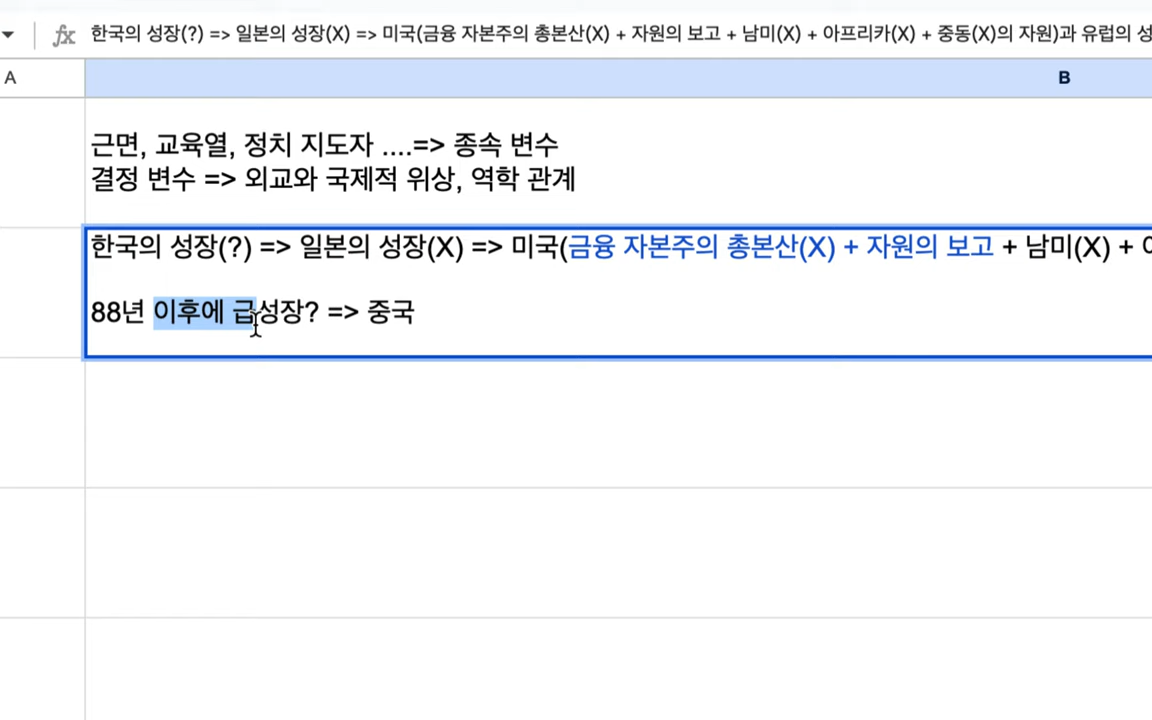 fx 한국의 성장(?) => 일본의 성장(X) => 미국(금융 자본주의 총본산(X) + 자원의 보고 + 남미(X) + 아프리카(X) + 중동(X)의 자원)과 유럽의 성
A B
근면, 교육열, 정치 지도자 ....=> 종속 변수
결정 변수 => 외교와 국제적 위상, 역학 관계
한국의 성장(?) => 일본의 성장(X) => 미국(금융 자본주의 총본산(X) + 자원의 보고 + 남미(X) +
88년 이후에 급성장? => 중국